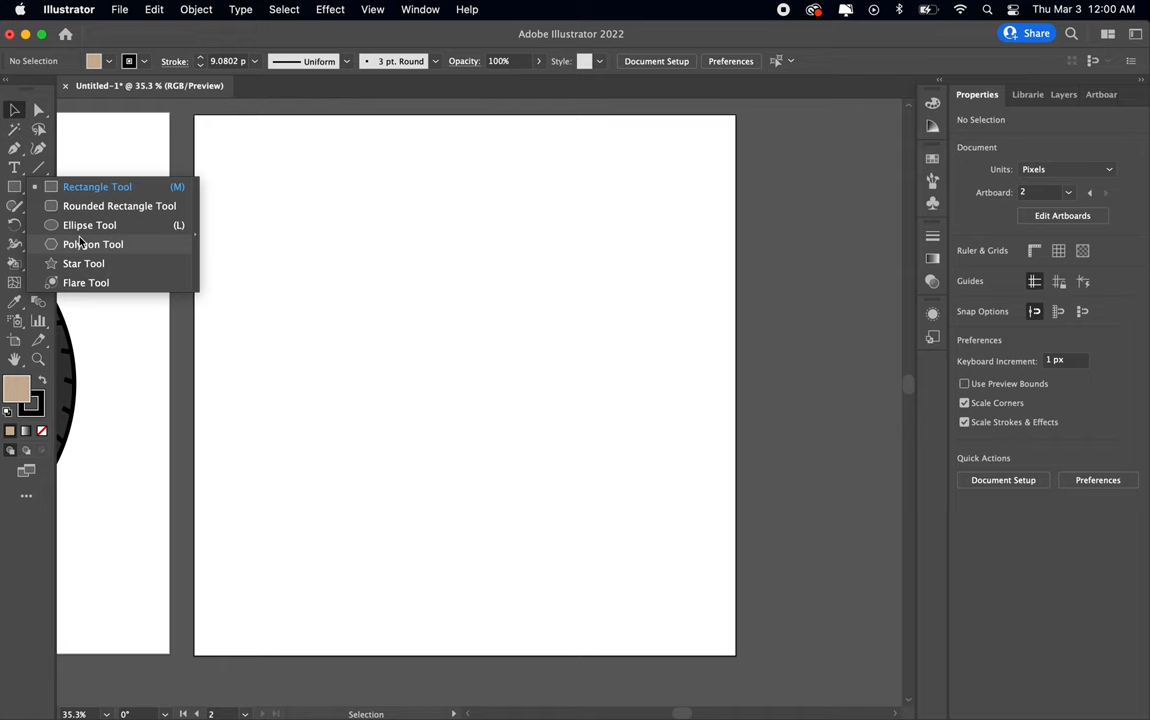 Illustrator File Edit Object Type Select Effect View Window Help Thu Mar 3 12:00 AM
Adobe Illustrator 2022 Share
No Selection Stroke: 9.0802 p Uniform 3 pt. Round Opacity: 100% Style: Document Setup Preferences
Untitled-1* @ 35.3 % (RGB/Preview)
Properties Libraries Layers Artboar
No Selection
Document
Units: Pixels
Artboard: 2
Edit Artboards
Ruler & Grids
Guides
Snap Options
Preferences
Keyboard Increment: 1 px
Use Preview Bounds
Scale Corners
Scale Strokes & Effects
Quick Actions
Document Setup Preferences
Rectangle Tool (M)
Rounded Rectangle Tool
Ellipse Tool (L)
Polygon Tool
Star Tool
Flare Tool
35.3% 0° 2 Selection